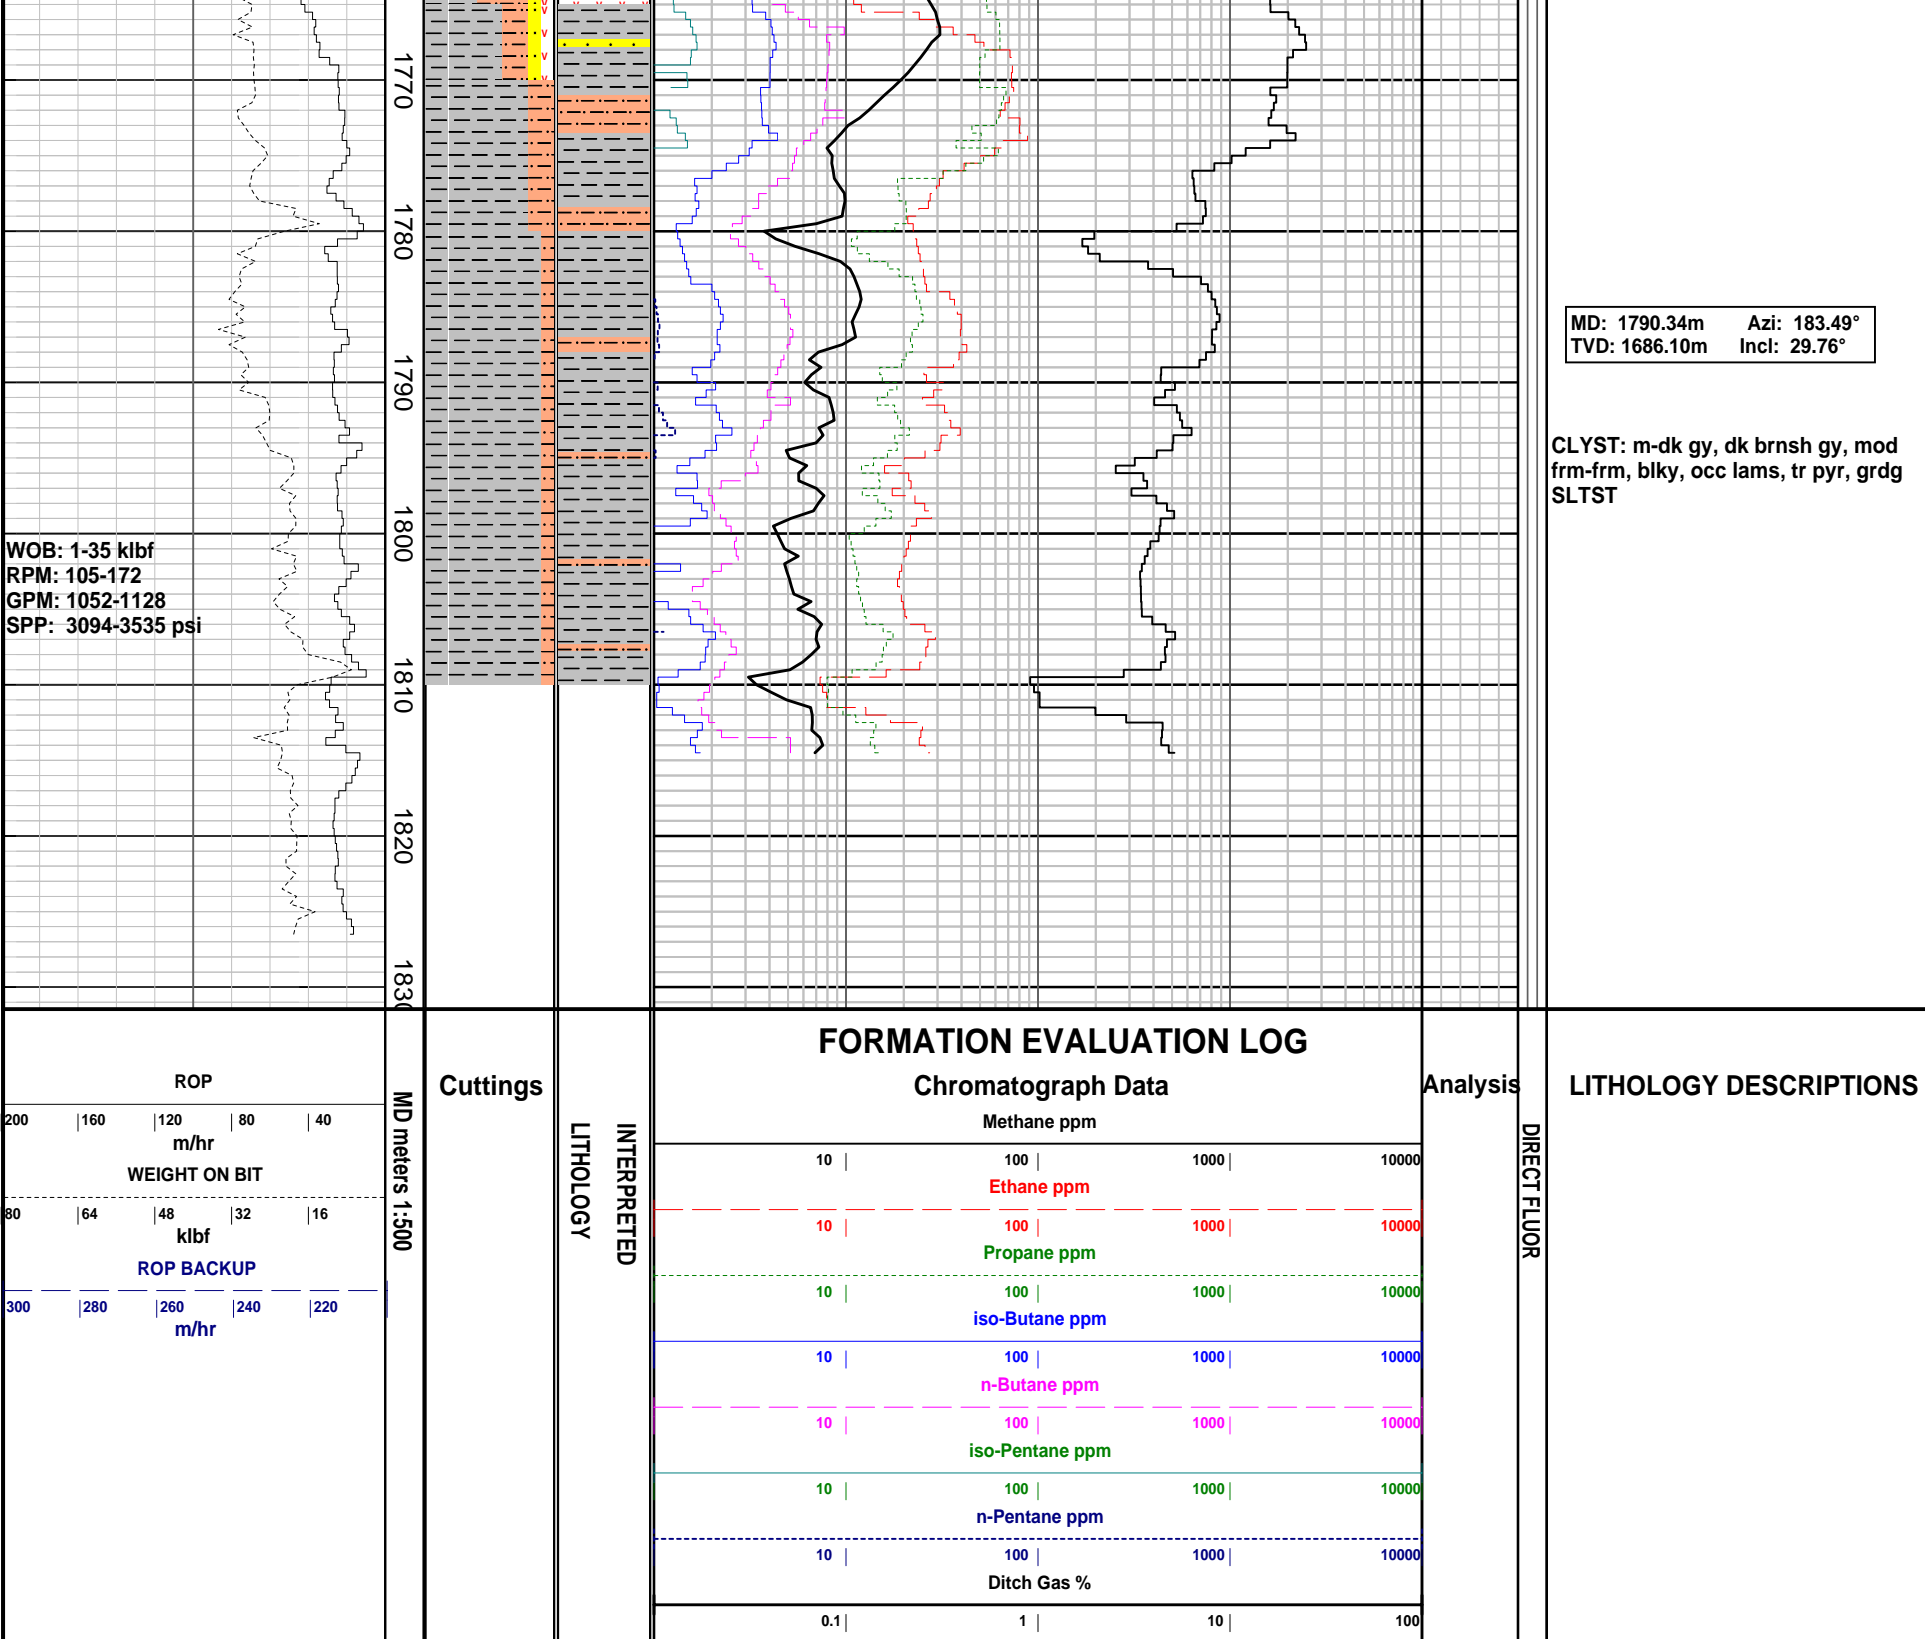 1770
1780
1790
1800
1810
1820
1830
WOB: 1-35 klbf
RPM: 105-172
GPM: 1052-1128
SPP: 3094-3535 psi
MD: 1790.34m Azi: 183.49°
TVD: 1686.10m Incl: 29.76°
CLYST: m-dk gy, dk brnsh gy, mod
frm-frm, blky, occ lams, tr pyr, grdg
SLTST
ROP
200 160 120 80 40
m/hr
WEIGHT ON BIT
80 64 48 32 16
klbf
ROP BACKUP
300 280 260 240 220
m/hr
MD meters 1:500
Cuttings
INTERPRETED
LITHOLOGY
FORMATION EVALUATION LOG
Chromatograph Data
Methane ppm
10 100 1000 10000
Ethane ppm
10 100 1000 10000
Propane ppm
10 100 1000 10000
iso-Butane ppm
10 100 1000 10000
n-Butane ppm
10 100 1000 10000
iso-Pentane ppm
10 100 1000 10000
n-Pentane ppm
10 100 1000 10000
Ditch Gas %
0.1 1 10 100
Analysis
DIRECT FLUOR
LITHOLOGY DESCRIPTIONS